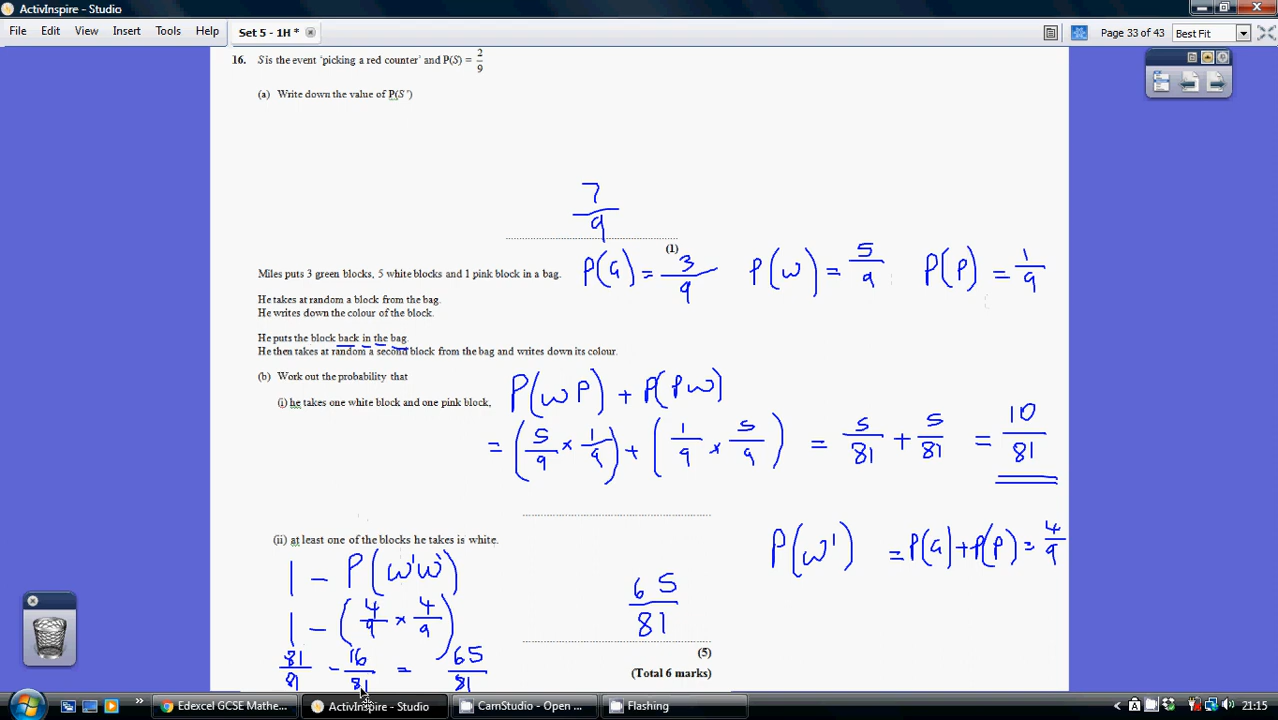 ActivInspire - Studio
File Edit View Insert Tools Help Set 5 - 1H * Page 33 of 43 Best Fit
16. S is the event 'picking a red counter' and P(S) = 2/9
(a) Write down the value of P(S')
7/9
(1)
Miles puts 3 green blocks, 5 white blocks and 1 pink block in a bag. P(G) = 3/9 P(W) = 5/9 P(P) = 1/9
He takes at random a block from the bag.
He writes down the colour of the block.
He puts the block back in the bag.
He then takes at random a second block from the bag and writes down its colour.
(b) Work out the probability that
(i) he takes one white block and one pink block, P(WP) + P(PW)
= (5/9 × 1/9) + (1/9 × 5/9) = 5/81 + 5/81 = 10/81
(ii) at least one of the blocks he takes is white. P(W') = P(G) + P(P) = 4/9
1 - P(W'W')
1 - (4/9 × 4/9) 65/81
81/81 - 16/81 = 65/81
(5)
(Total 6 marks)
Edexcel GCSE Mathe... ActivInspire - Studio CamStudio - Open ... Flashing 21:15